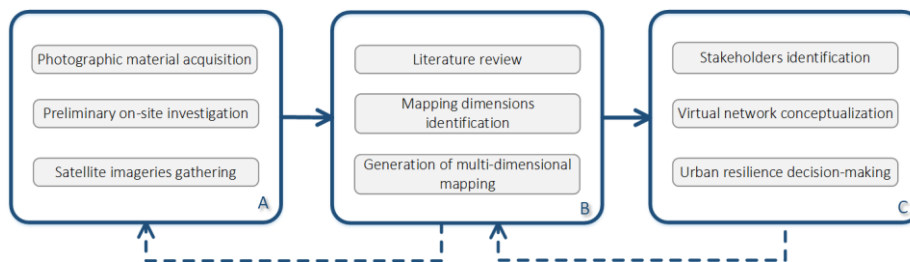 Photographic material acquisition
Preliminary on-site investigation
Satellite imageries gathering
A
Literature review
Mapping dimensions
identification
Generation of multi-dimensional
mapping
B
Stakeholders identification
Virtual network conceptualization
Urban resilience decision-making
C